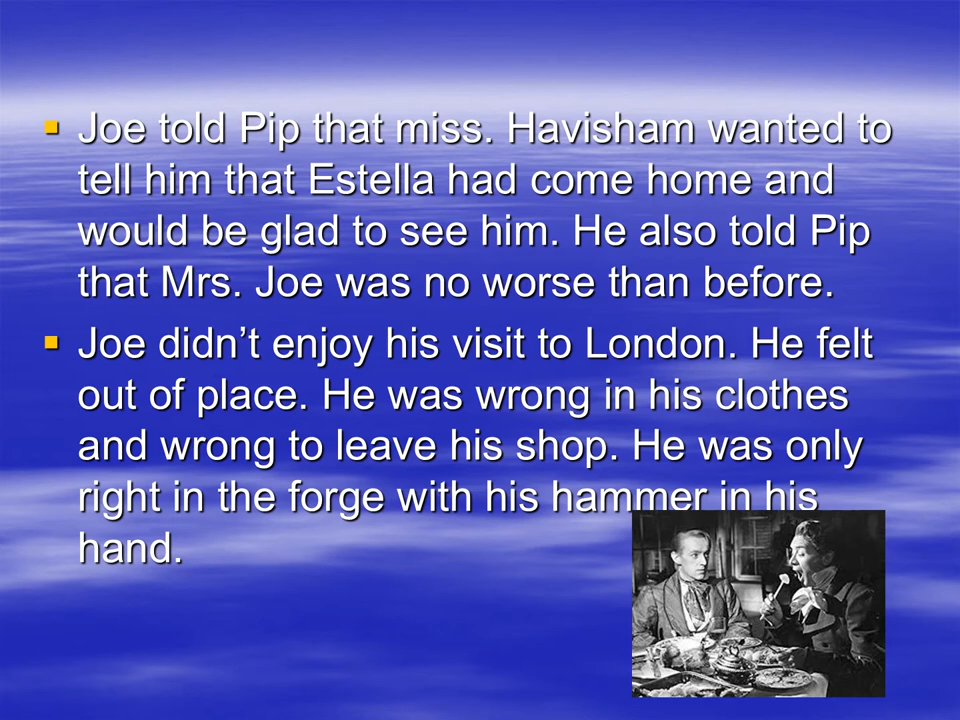 Joe told Pip that miss. Havisham wanted to
tell him that Estella had come home and
would be glad to see him. He also told Pip
that Mrs. Joe was no worse than before.
Joe didn’t enjoy his visit to London. He felt
out of place. He was wrong in his clothes
and wrong to leave his shop. He was only
right in the forge with his hammer in his
hand.